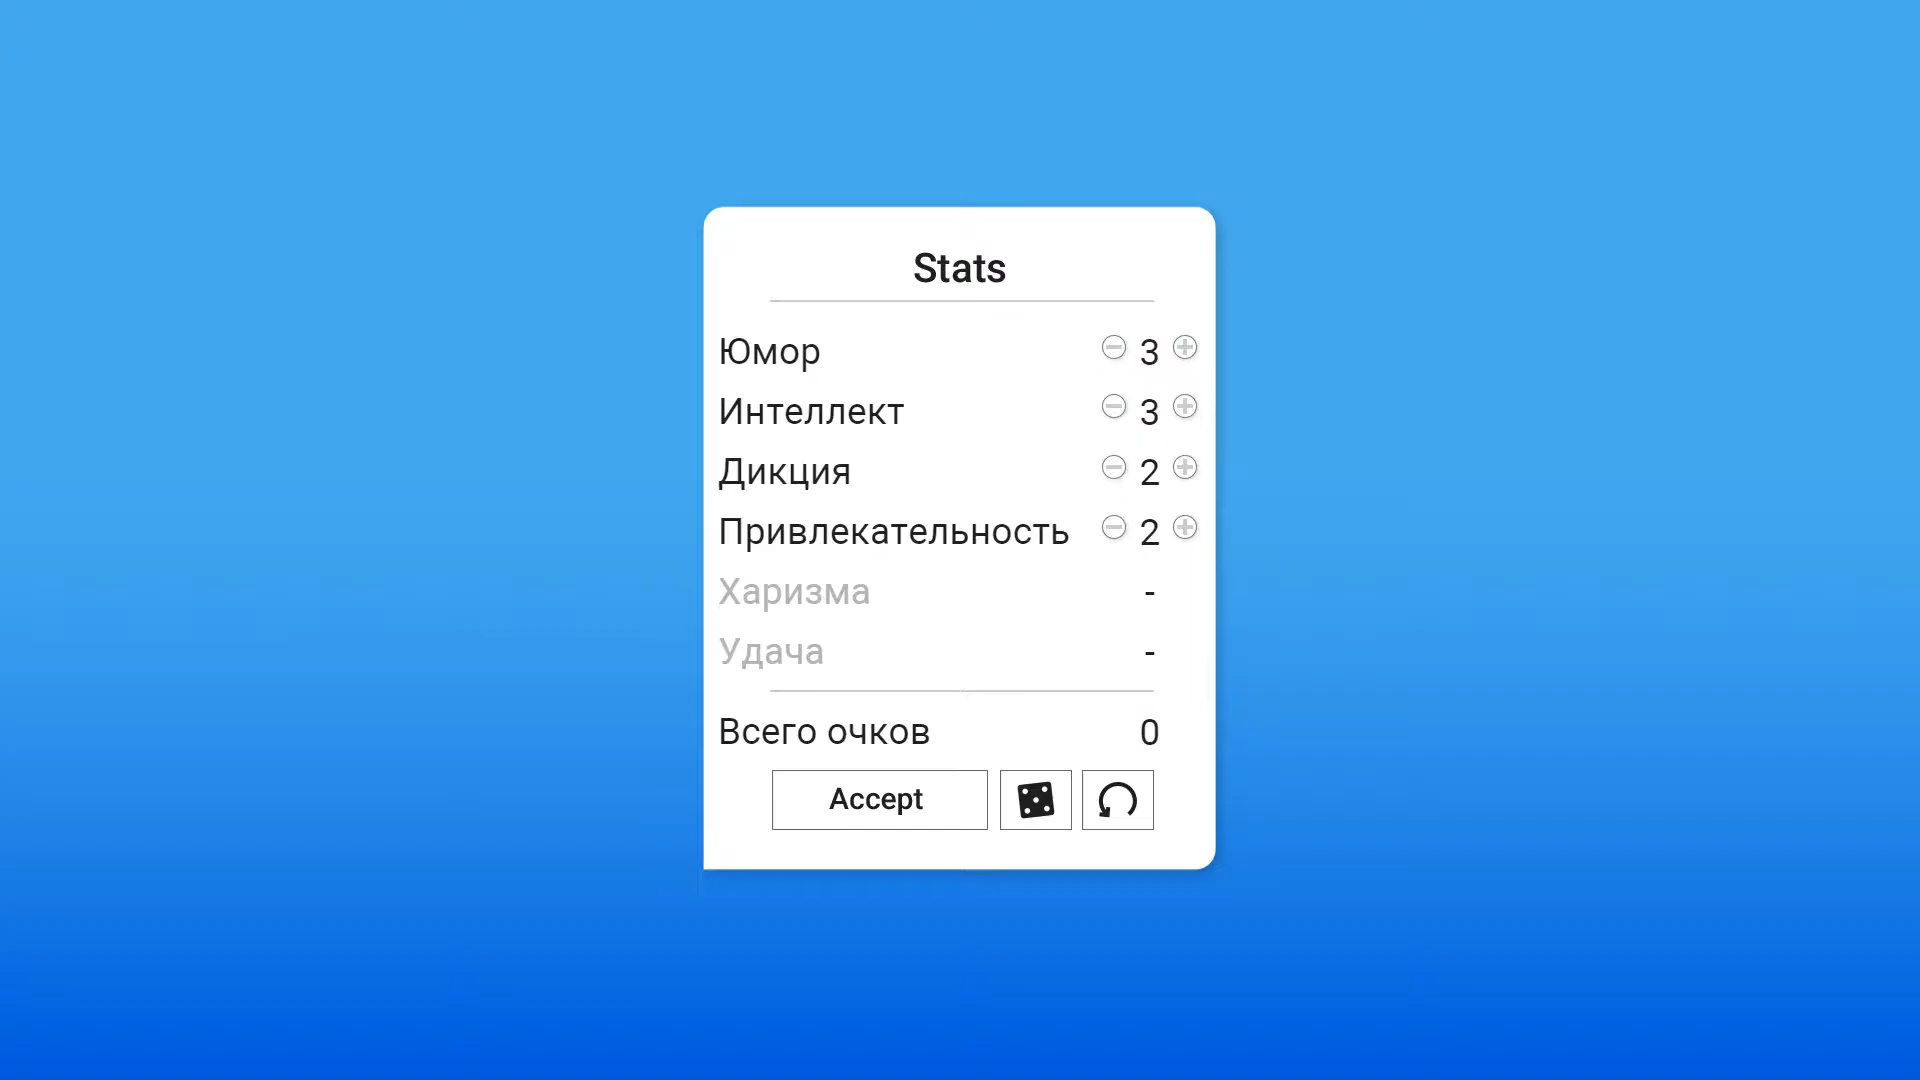 Stats
Юмор 3
Интеллект 3
Дикция 2
Привлекательность 2
Харизма -
Удача -
Всего очков 0
Accept